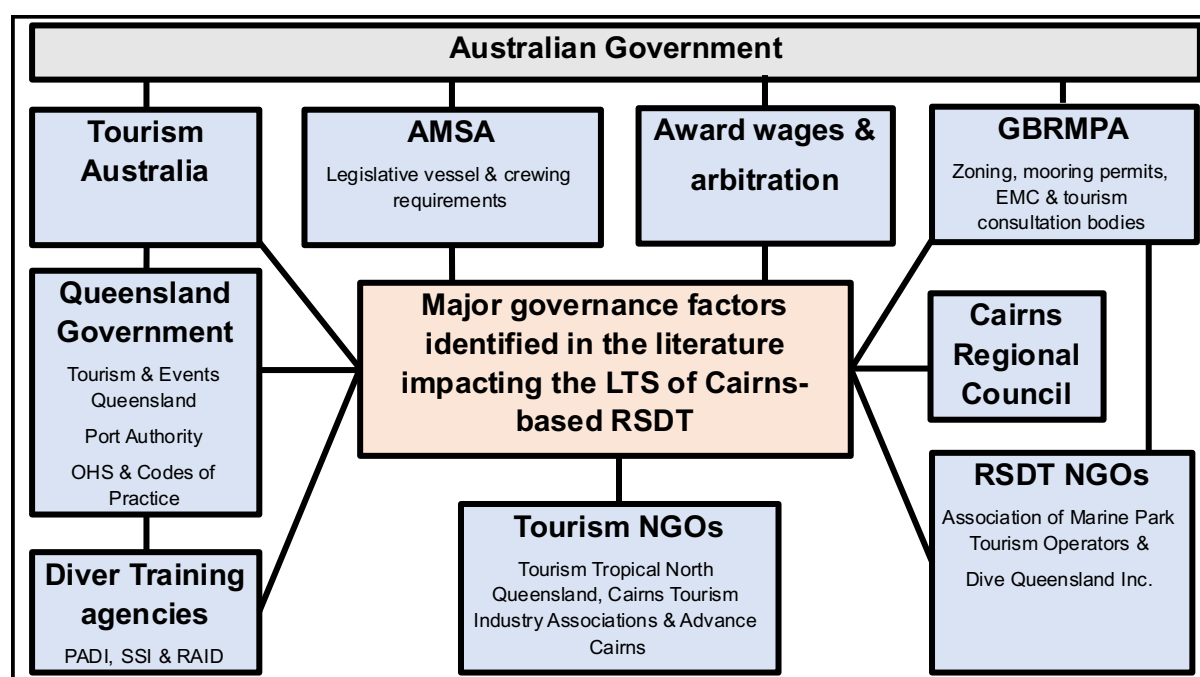 Australian Government
Tourism
Australia
AMSA
Legislative vessel & crewing
requirements
Award wages &
arbitration
GBRMPA
Zoning, mooring permits,
EMC & tourism
consultation bodies
Queensland
Government
Tourism & Events
Queensland
Port Authority
OHS & Codes of
Practice
Major governance factors
identified in the literature
impacting the LTS of Cairns-
based RSDT
Cairns
Regional
Council
Diver Training
agencies
PADI, SSI & RAID
Tourism NGOs
Tourism Tropical North
Queensland, Cairns Tourism
Industry Associations & Advance
Cairns
RSDT NGOs
Association of Marine Park
Tourism Operators &
Dive Queensland Inc.